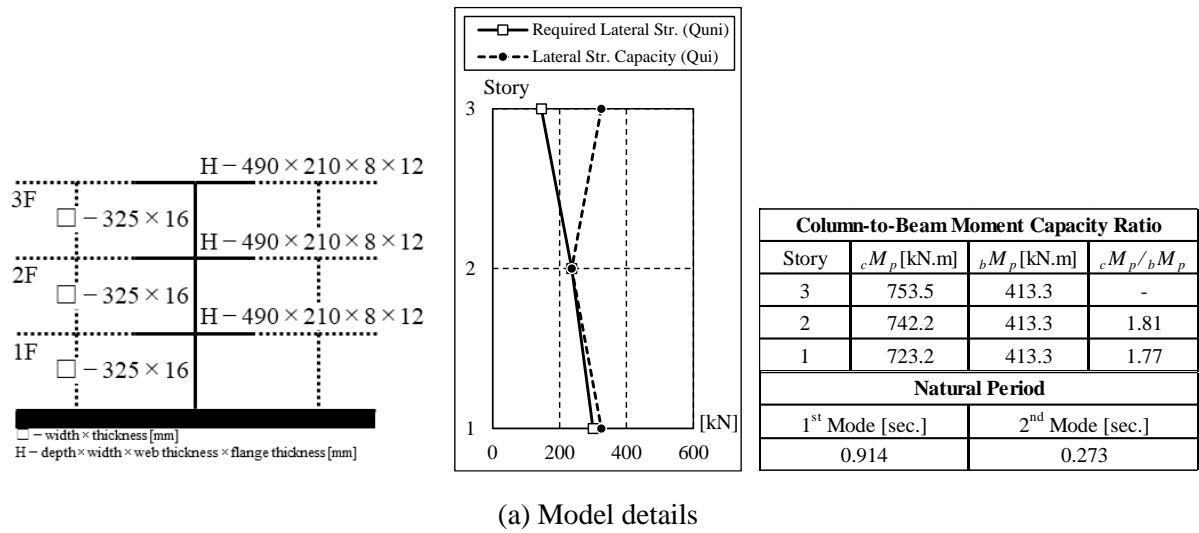 H－490×210×8×12
3F
□－325×16
H－490×210×8×12
2F
□－325×16
H－490×210×8×12
1F
□－325×16
□－width×thickness[mm]
H－depth×width×web thickness×flange thickness[mm]
Required Lateral Str. (Quni)
Lateral Str. Capacity (Qui)
Story
3
2
1
[kN]
0 200 400 600
0
Column-to-Beam Moment Capacity Ratio
Story cMp[kN.m] bMp[kN.m] cMp/bMp
3 753.5 413.3 -
2 742.2 413.3 1.81
1 723.2 413.3 1.77
Natural Period
1st Mode [sec.] 2nd Mode [sec.]
0.914 0.273
(a) Model details